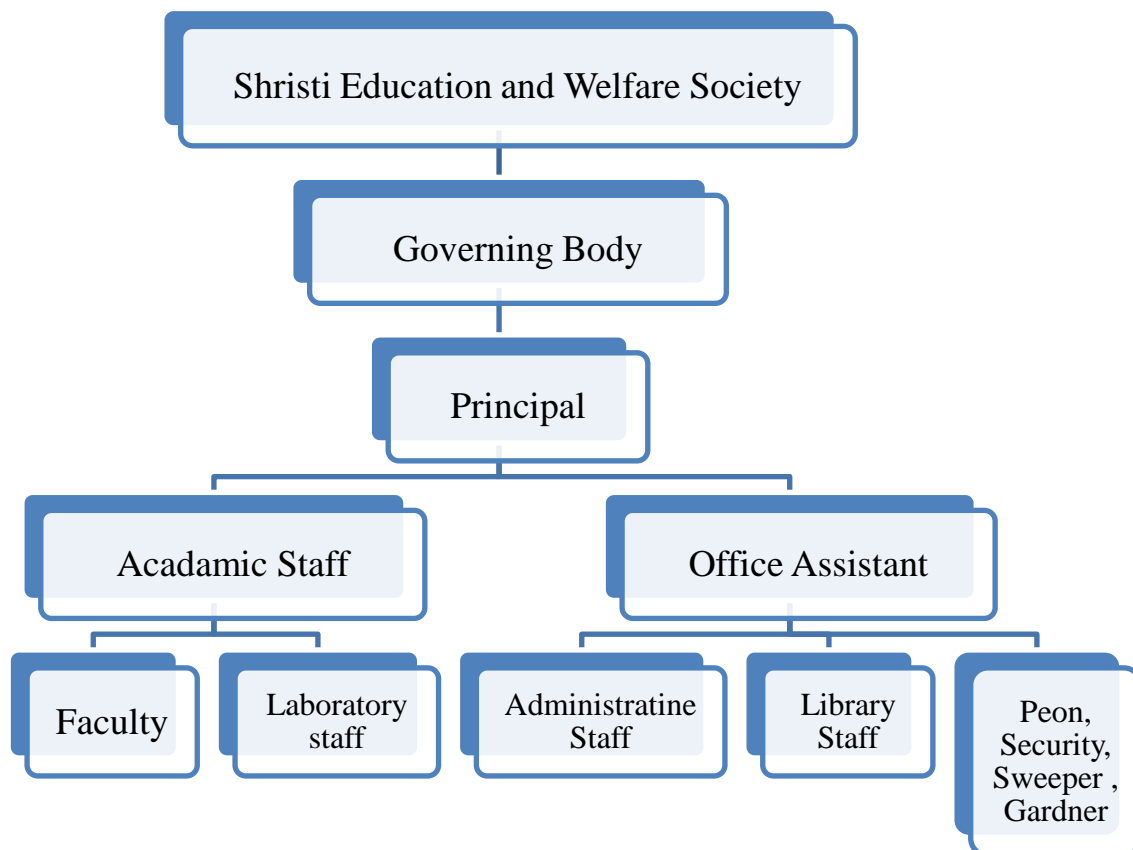 Shristi Education and Welfare Society
Governing Body
Principal
Acadamic Staff
Office Assistant
Faculty
Laboratory
staff
Administratine
Staff
Library
Staff
Peon,
Security,
Sweeper ,
Gardner